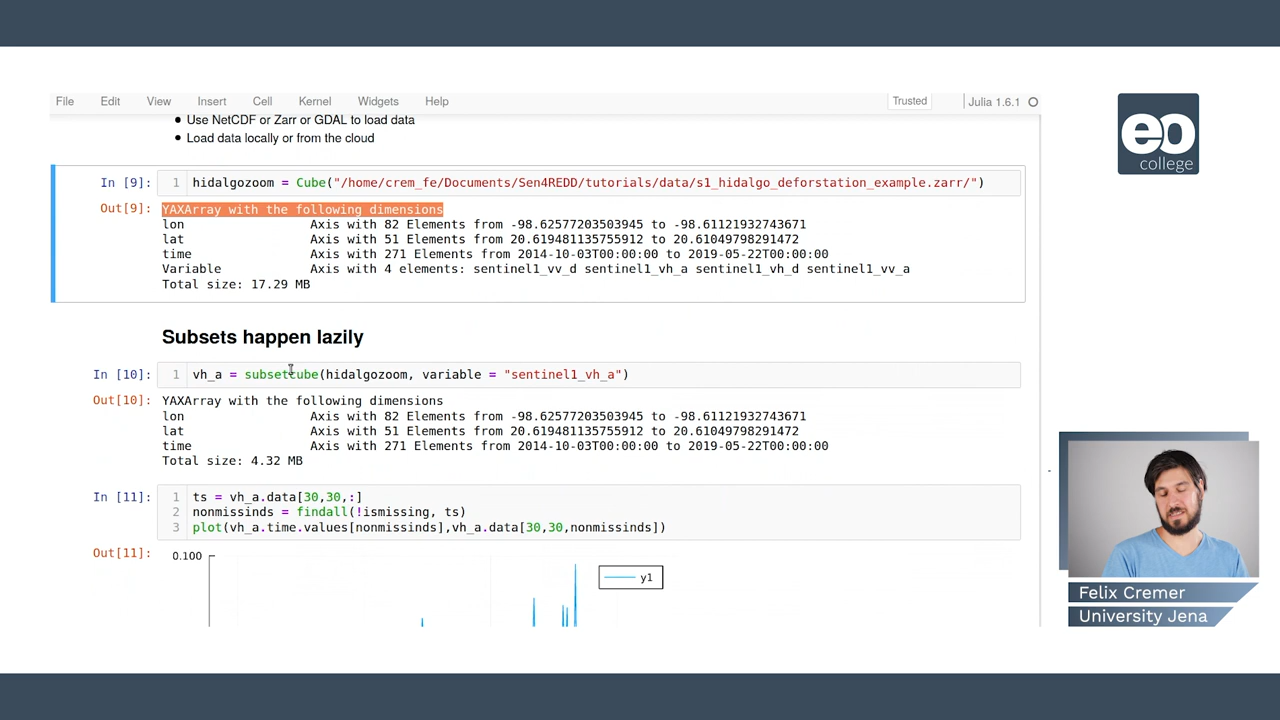 File Edit View Insert Cell Kernel Widgets Help Trusted Julia 1.6.1
Use NetCDF or Zarr or GDAL to load data
Load data locally or from the cloud
In [9]: 1 hidalgozoom = Cube("/home/crem_fe/Documents/Sen4REDD/tutorials/data/s1_hidalgo_deforstation_example.zarr/")
Out[9]: YAXArray with the following dimensions
lon Axis with 82 Elements from -98.62577203503945 to -98.61121932743671
lat Axis with 51 Elements from 20.619481135755912 to 20.61049798291472
time Axis with 271 Elements from 2014-10-03T00:00:00 to 2019-05-22T00:00:00
Variable Axis with 4 elements: sentinel1_vv_d sentinel1_vh_a sentinel1_vh_d sentinel1_vv_a
Total size: 17.29 MB
Subsets happen lazily
In [10]: 1 vh_a = subsetcube(hidalgozoom, variable = "sentinel1_vh_a")
Out[10]: YAXArray with the following dimensions
lon Axis with 82 Elements from -98.62577203503945 to -98.61121932743671
lat Axis with 51 Elements from 20.619481135755912 to 20.61049798291472
time Axis with 271 Elements from 2014-10-03T00:00:00 to 2019-05-22T00:00:00
Total size: 4.32 MB
In [11]: 1 ts = vh_a.data[30,30,:]
2 nonmissinds = findall(!ismissing, ts)
3 plot(vh_a.time.values[nonmissinds],vh_a.data[30,30,nonmissinds])
Out[11]: 0.100
y1
eo
college
Felix Cremer
University Jena